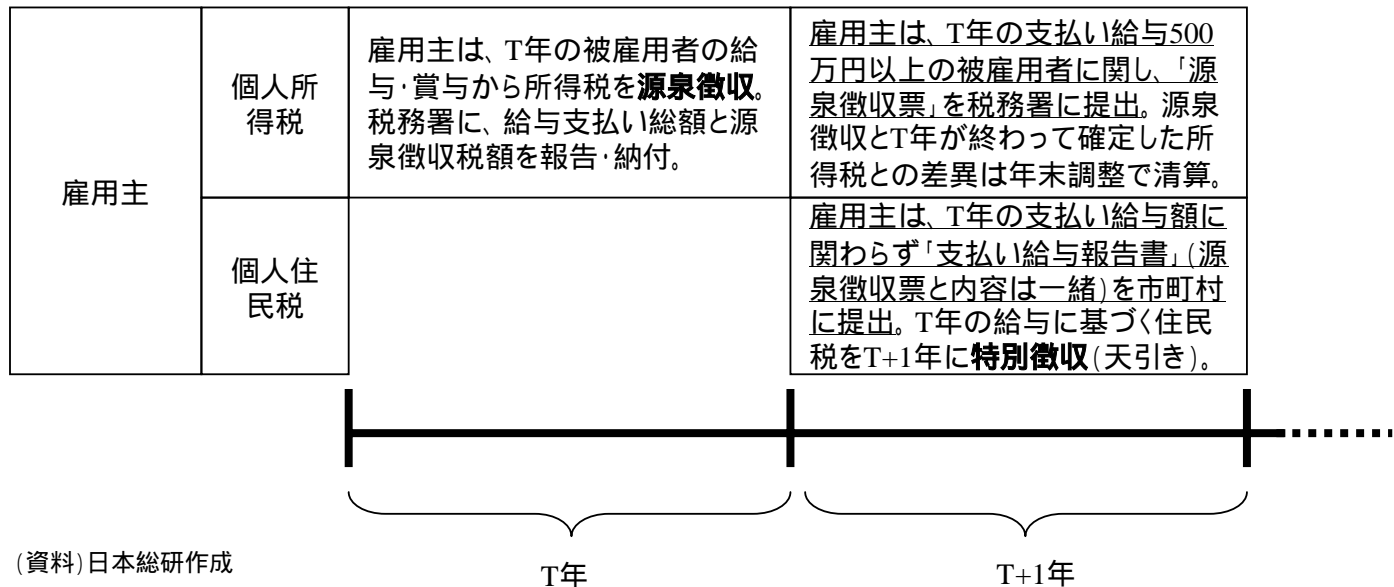 雇用主
個人所
得税
雇用主は、T年の被雇用者の給
与・賞与から所得税を源泉徴収。
税務署に、給与支払い総額と源
泉徴収税額を報告・納付。
雇用主は、T年の支払い給与500
万円以上の被雇用者に関し、「源
泉徴収票」を税務署に提出。源泉
徴収とT年が終わって確定した所
得税との差異は年末調整で清算。
個人住
民税
雇用主は、T年の支払い給与額に
関わらず「支払い給与報告書」(源
泉徴収票と内容は一緒)を市町村
に提出。T年の給与に基づく住民
税をT+1年に特別徴収(天引き)。
T年
T+1年
(資料)日本総研作成